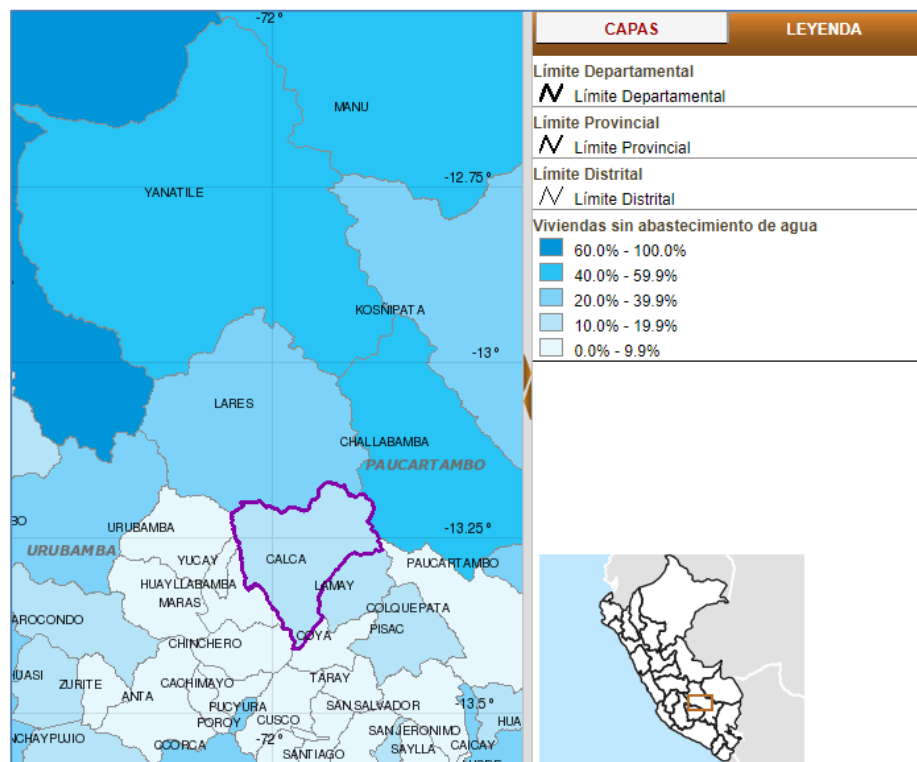 -72°
MANU
-12.75°
YANATILE
KOSÑIPATA
-13°
LARES
CHALLABAMBA
PAUCARTAMBO
BO
URUBAMBA
-13.25°
URUBAMBA
YUCAY
CALCA
PAUCARTAMBO
HUAYLLABAMBA
LAMAY
MARAS
COLQUEPATA
AROCONDO
PISAC
COYA
CHINCHERO
HUASI
ZURITE
CACHIMAYO
TARAY
ANTA
PUCYURA
SAN SALVADOR
-13.5°
POROY
CUSCO
HUA
NCHAYPUJIO
SAN JERONIMO
CCORCA
-72°
SANTIAGO
SAYLLA
CAICAY
CAPAS
LEYENDA
Límite Departamental
Límite Departamental
Límite Provincial
Límite Provincial
Límite Distrital
Límite Distrital
Viviendas sin abastecimiento de agua
60.0% - 100.0%
40.0% - 59.9%
20.0% - 39.9%
10.0% - 19.9%
0.0% - 9.9%